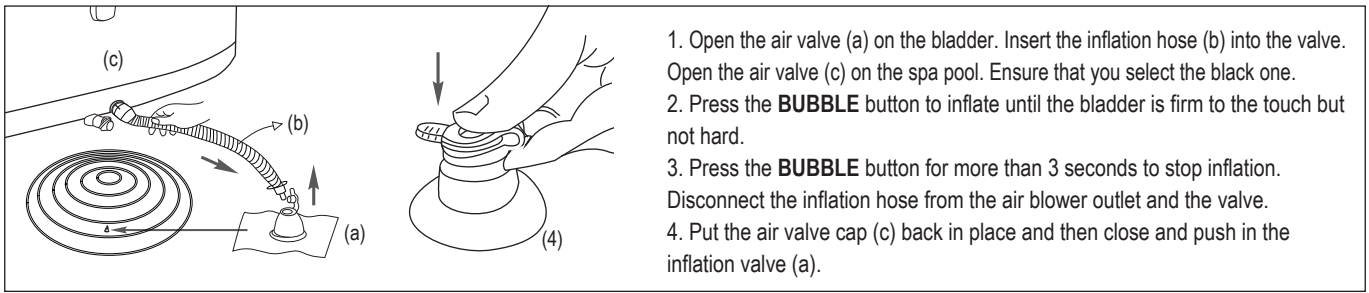 (c)
(b)
(a)
(4)
1. Open the air valve (a) on the bladder. Insert the inflation hose (b) into the valve.
Open the air valve (c) on the spa pool. Ensure that you select the black one.
2. Press the BUBBLE button to inflate until the bladder is firm to the touch but
not hard.
3. Press the BUBBLE button for more than 3 seconds to stop inflation.
Disconnect the inflation hose from the air blower outlet and the valve.
4. Put the air valve cap (c) back in place and then close and push in the
inflation valve (a).